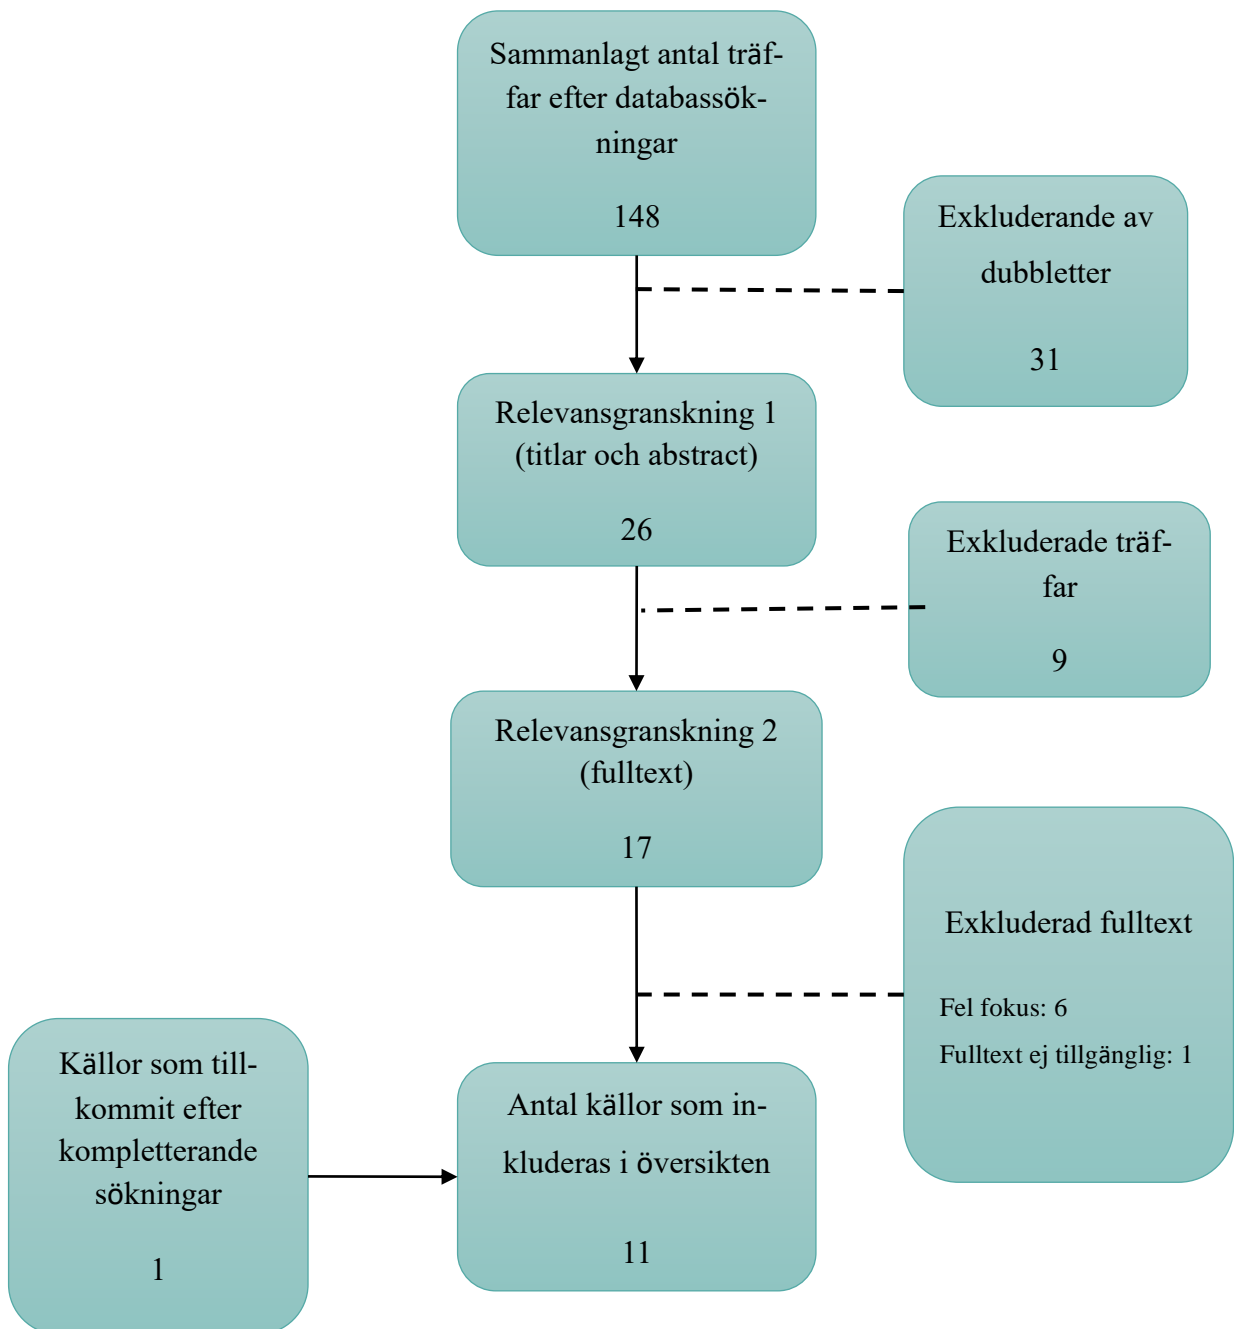 Sammanlagt antal träf-
far efter databassök-
ningar
148
Exkluderande av
dubbletter
31
Relevansgranskning 1
(titlar och abstract)
26
Exkluderade träf-
far
9
Relevansgranskning 2
(fulltext)
17
Exkluderad fulltext
Fel fokus: 6
Fulltext ej tillgänglig: 1
Källor som till-
kommit efter
kompletterande
sökningar
1
Antal källor som in-
kluderas i översikten
11